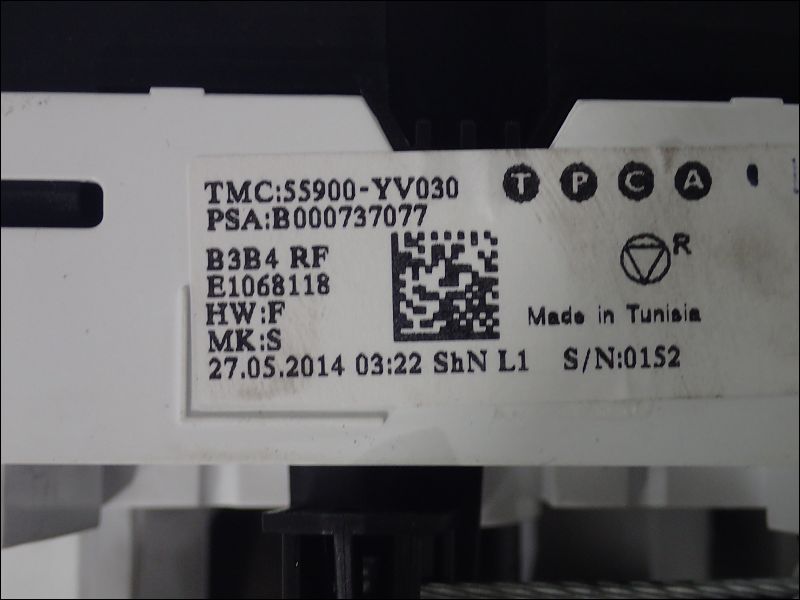 TMC:55900-YV030
T P C A
PSA:B000737077
B3B4 RF
R
E1068118
HW:F
Made in Tunisia
MK:S
27.05.2014 03:22 ShN L1 S/N:0152